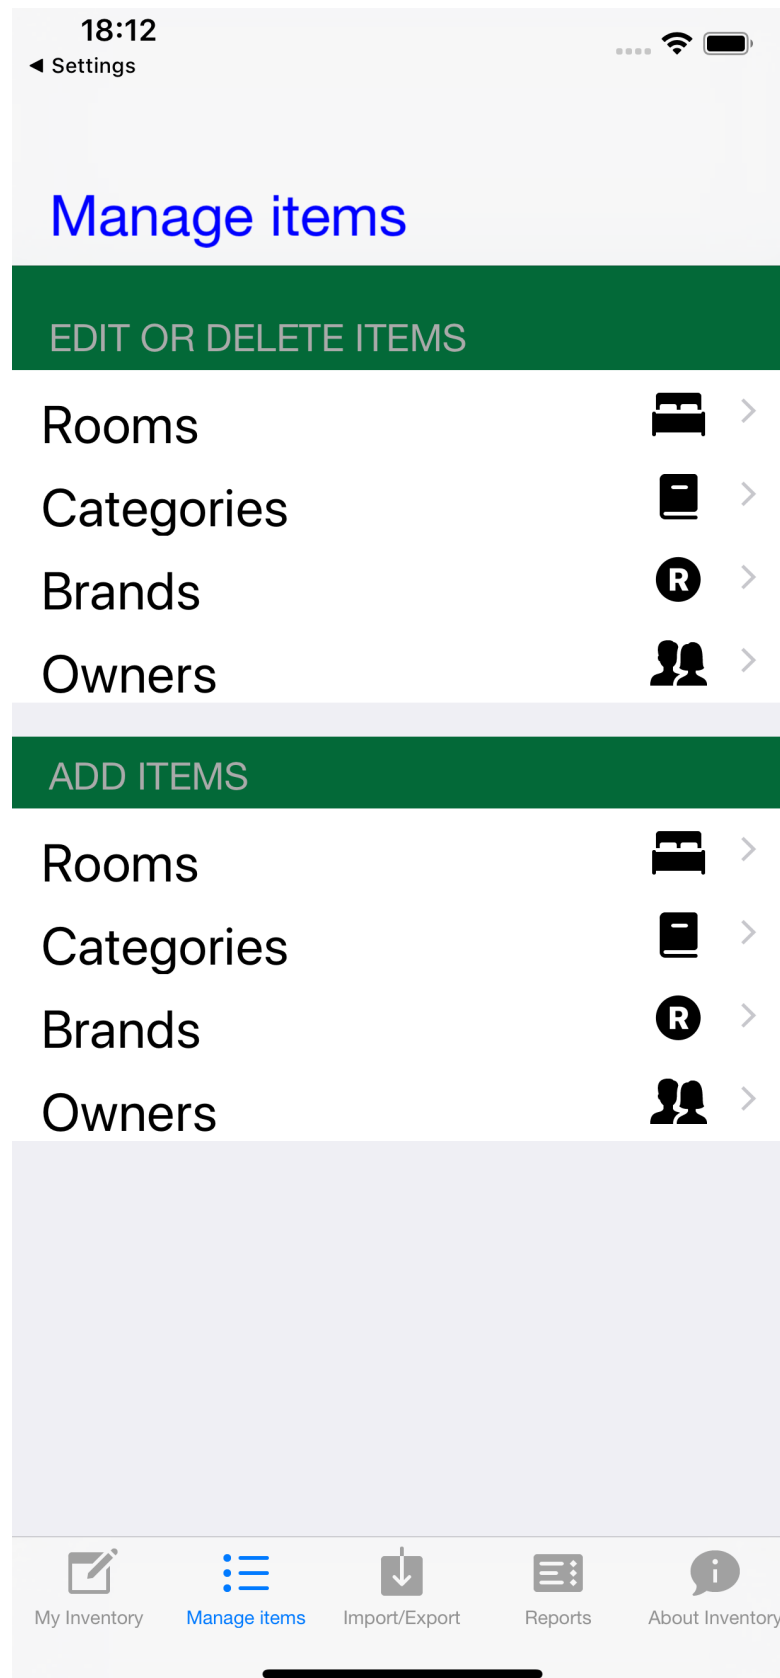 18:12
◀ Settings
Manage items
EDIT OR DELETE ITEMS
Rooms
Categories
Brands
R
Owners
ADD ITEMS
Rooms
Categories
Brands
R
Owners
My Inventory
Manage items
Import/Export
Reports
About Inventory